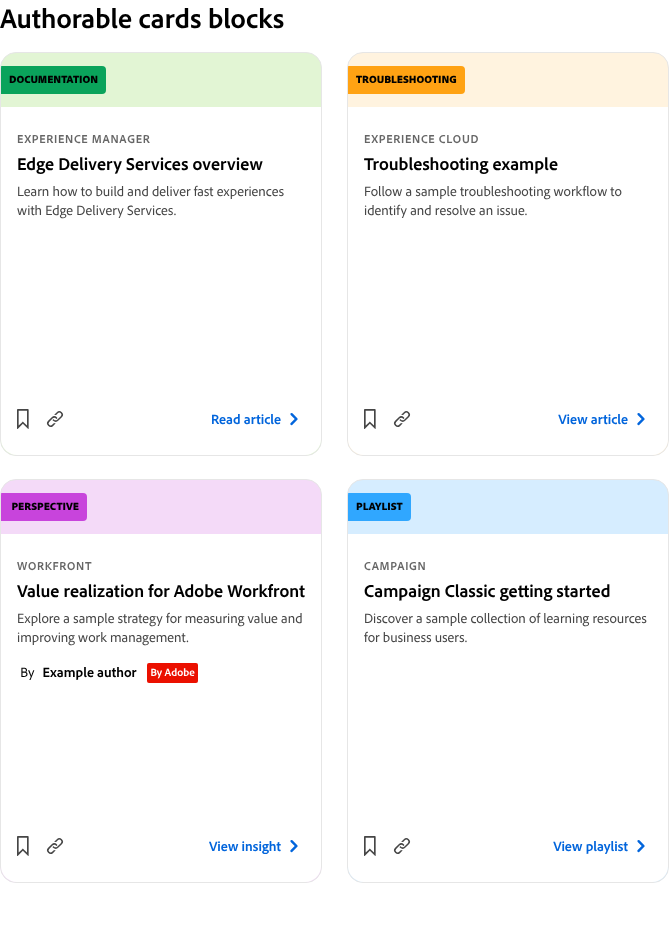 Authorable cards blocks
DOCUMENTATION
EXPERIENCE MANAGER
Edge Delivery Services overview
Learn how to build and deliver fast experiences
with Edge Delivery Services.
Read article
TROUBLESHOOTING
EXPERIENCE CLOUD
Troubleshooting example
Follow a sample troubleshooting workflow to
identify and resolve an issue.
View article
PERSPECTIVE
WORKFRONT
Value realization for Adobe Workfront
Explore a sample strategy for measuring value and
improving work management.
By Example author By Adobe
View insight
PLAYLIST
CAMPAIGN
Campaign Classic getting started
Discover a sample collection of learning resources
for business users.
View playlist